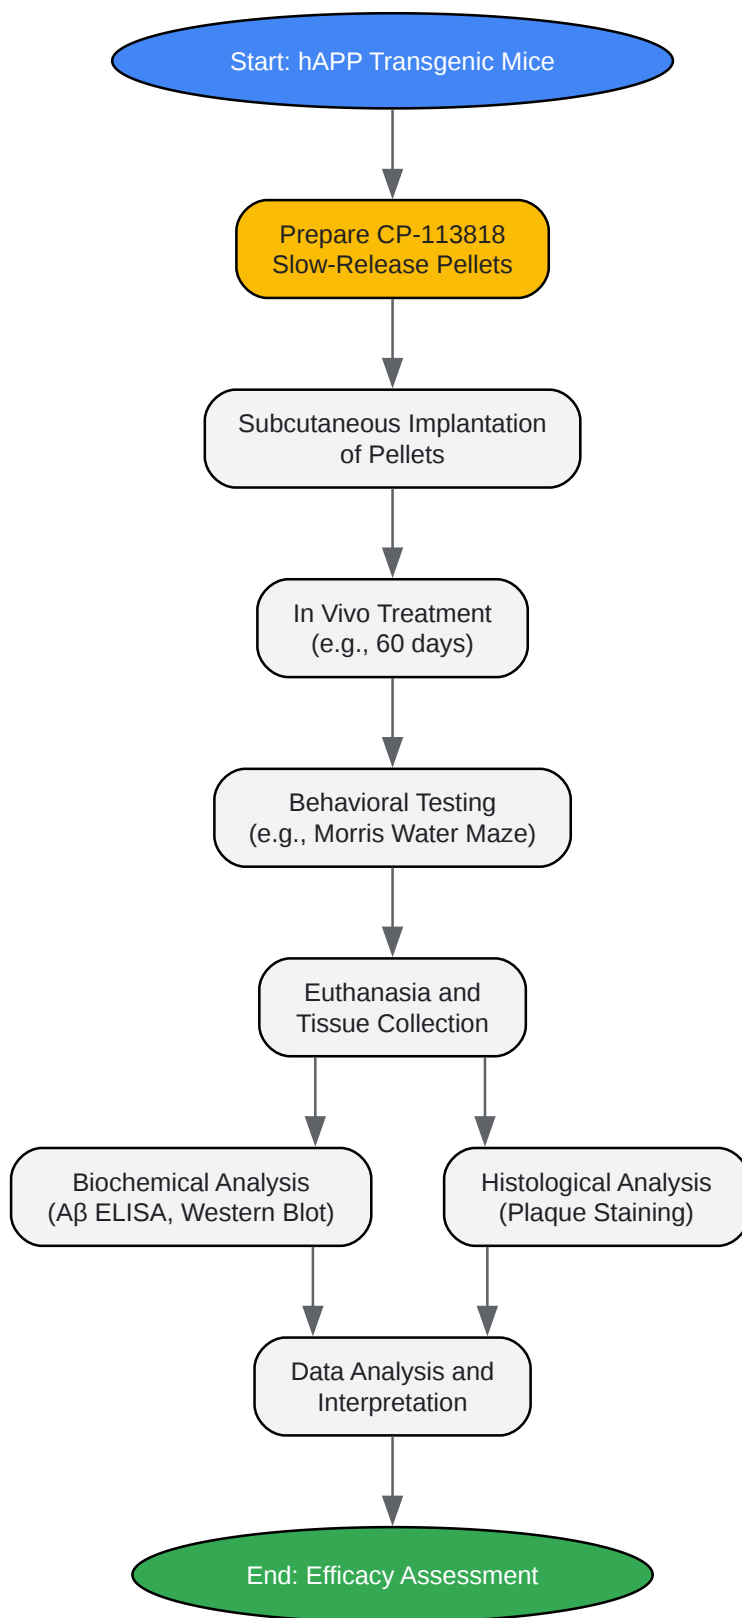 Start: hAPP Transgenic Mice
Prepare CP-113818
Slow-Release Pellets
Subcutaneous Implantation
of Pellets
In Vivo Treatment
(e.g., 60 days)
Behavioral Testing
(e.g., Morris Water Maze)
Euthanasia and
Tissue Collection
Biochemical Analysis
(Aβ ELISA, Western Blot)
Histological Analysis
(Plaque Staining)
Data Analysis and
Interpretation
End: Efficacy Assessment